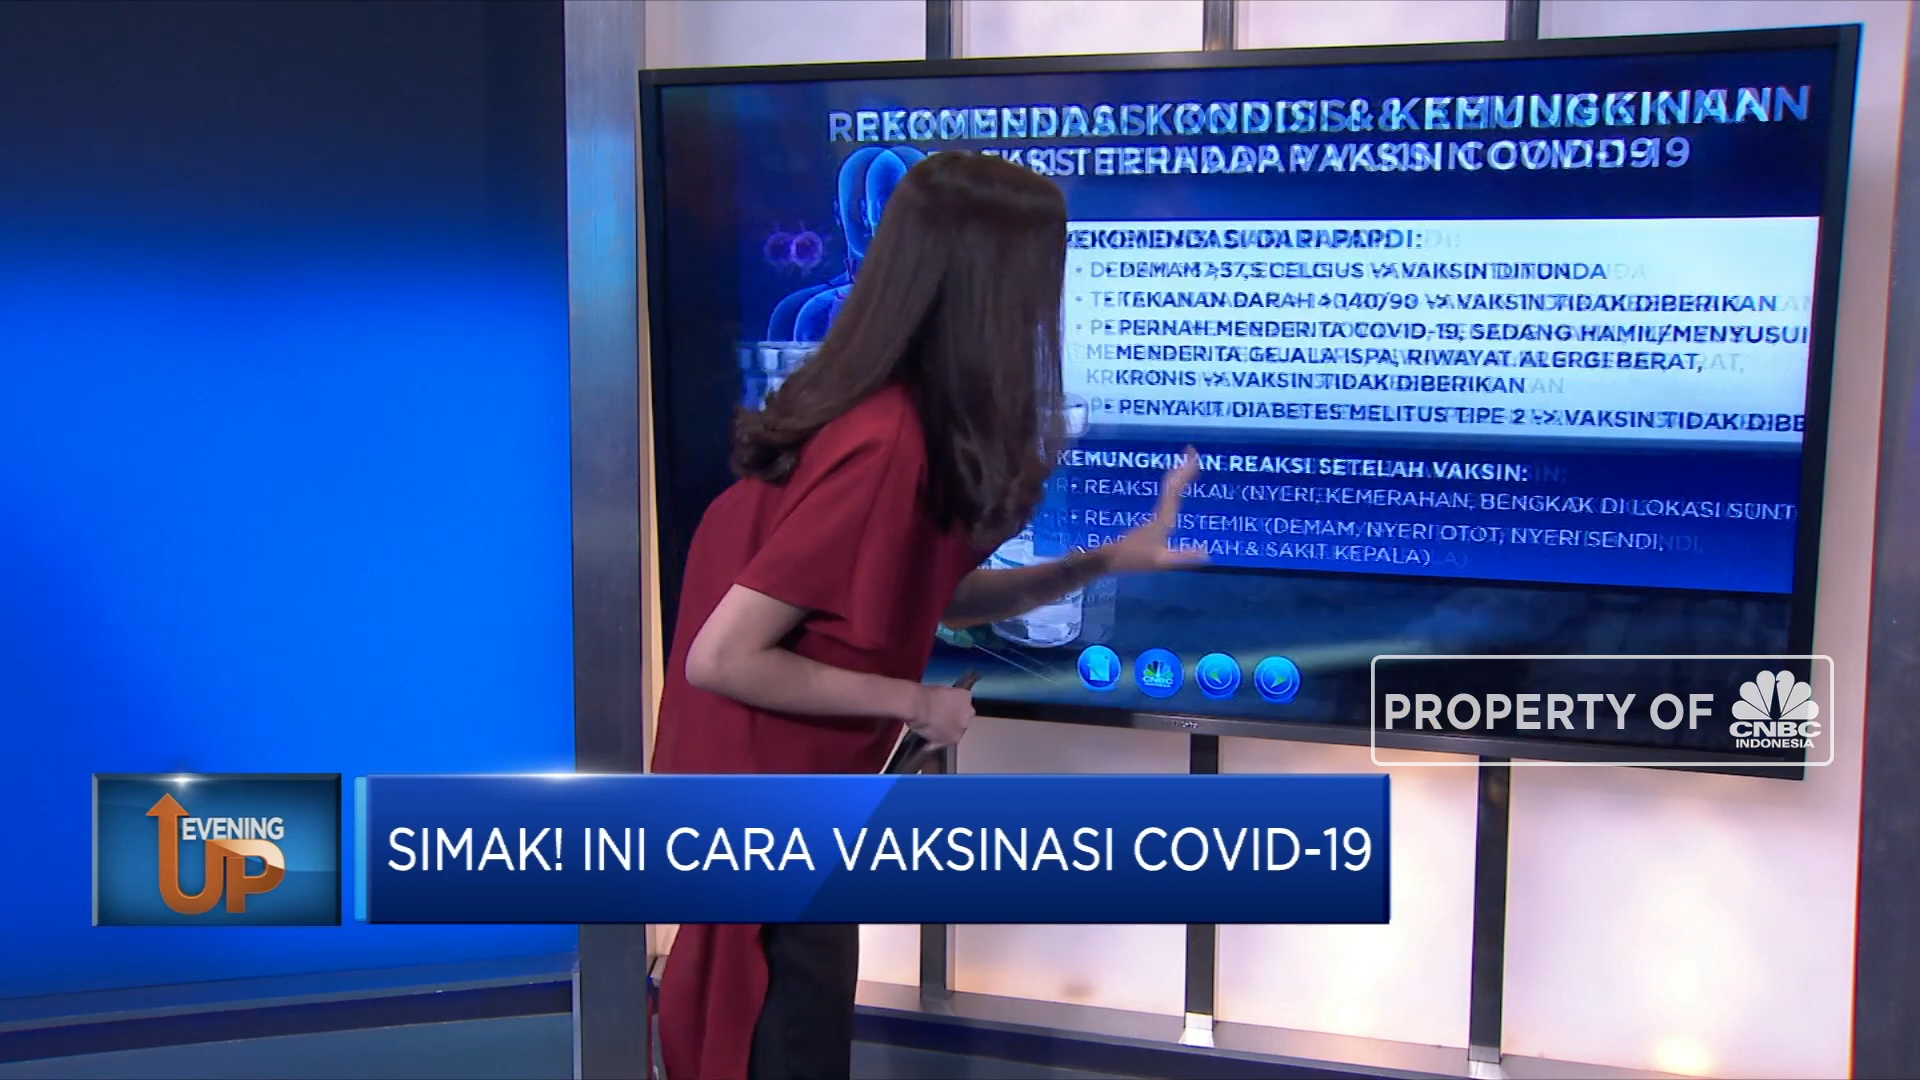 REKOMENDASI KONDISI & KEMUNGKINAN
REAKSI TERHADAP VAKSIN COVID-19
REKOMENDASI DARI PAPDI:
• DEMAM >37,5 CELCIUS -> VAKSIN DITUNDA
• TEKANAN DARAH >140/90 -> VAKSIN TIDAK DIBERIKAN
• PERNAH MENDERITA COVID-19, SEDANG HAMIL/MENYUSUI
MENDERITA GEJALA ISPA, RIWAYAT ALERGI BERAT,
KRONIS -> VAKSIN TIDAK DIBERIKAN
• PENYAKIT DIABETES MELITUS TIPE 2 -> VAKSIN TIDAK DIBE
KEMUNGKINAN REAKSI SETELAH VAKSIN:
• REAKSI LOKAL (NYERI, KEMERAHAN, BENGKAK DI LOKASI SUNT
• REAKSI SISTEMIK (DEMAM, NYERI OTOT, NYERI SENDI,
LEMAH & SAKIT KEPALA)
CNBC
PROPERTY OF CNBC
INDONESIA
EVENING
UP
SIMAK! INI CARA VAKSINASI COVID-19